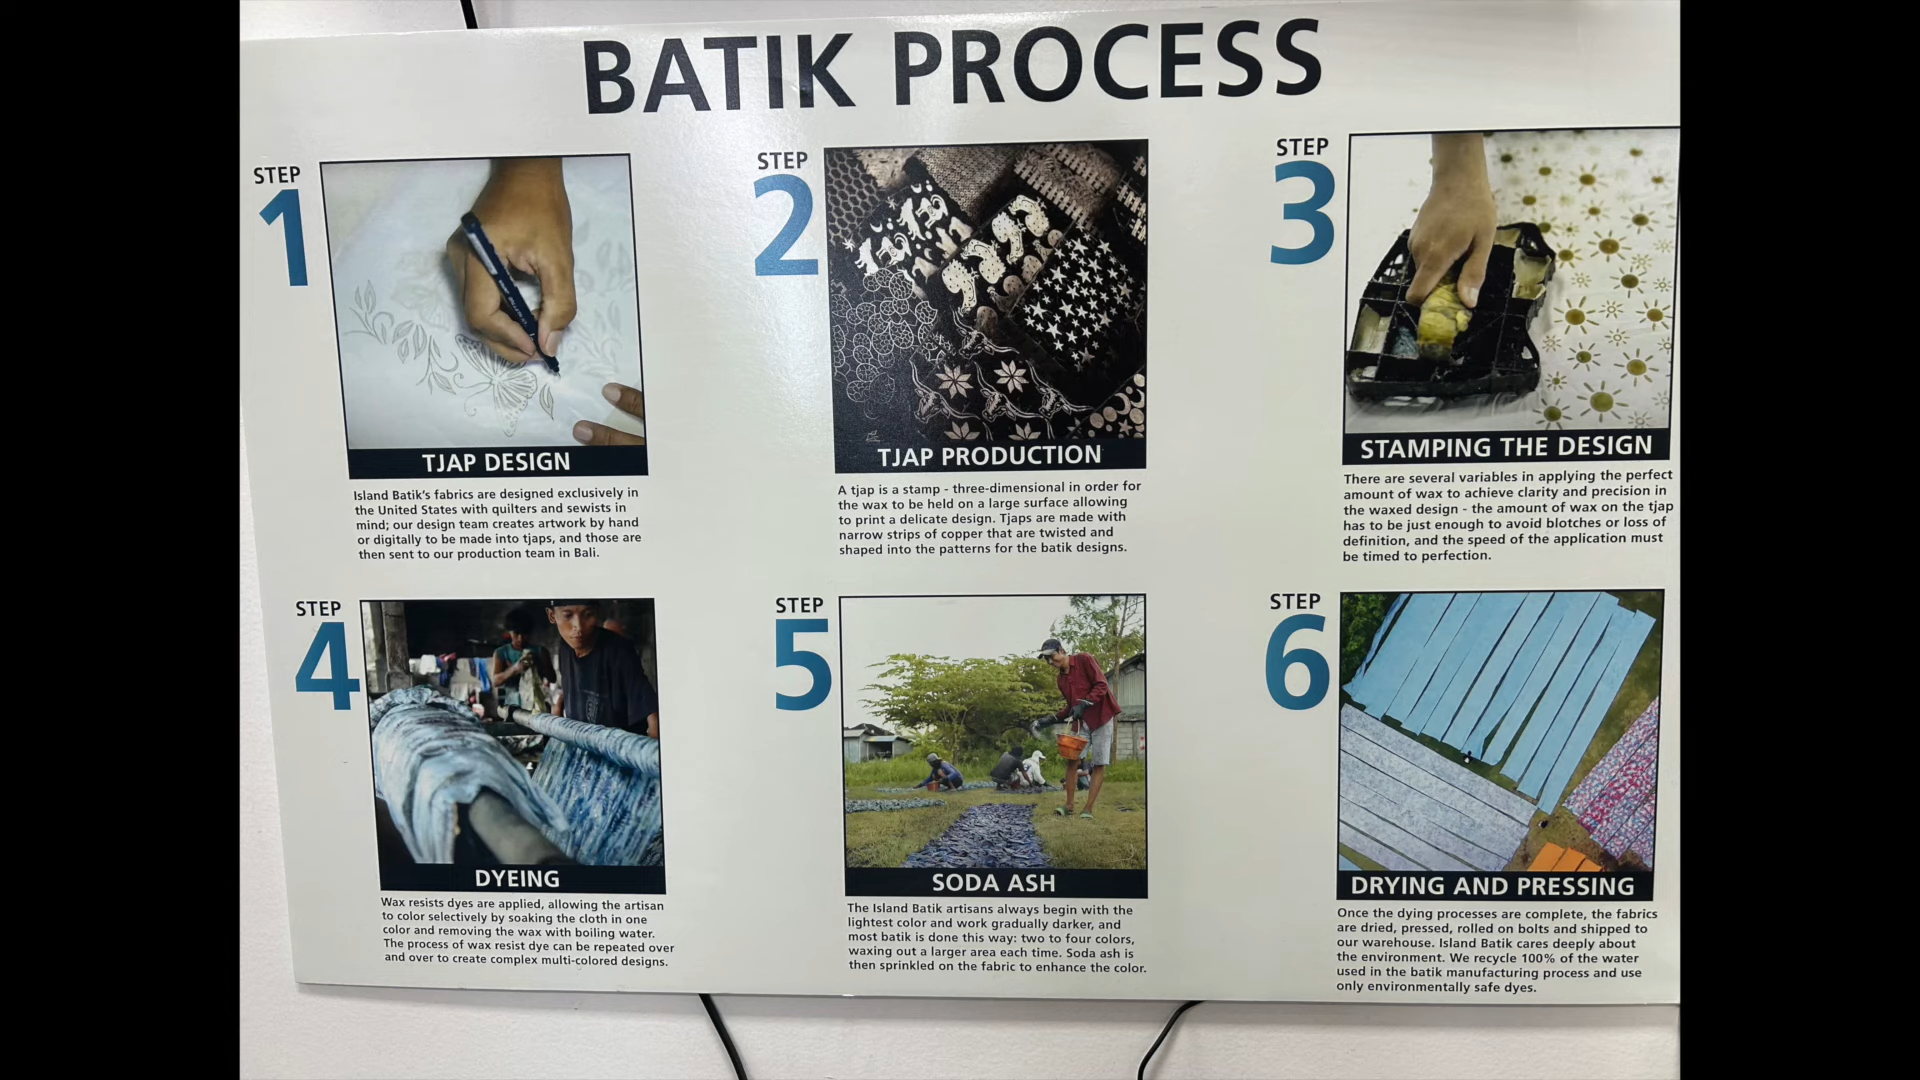 BATIK PROCESS
STEP
1
TJAP DESIGN
Island Batik's fabrics are designed exclusively in
the United States with quilters and sewists in
mind; our design team creates artwork by hand
or digitally to be made into tjaps, and those are
then sent to our production team in Bali.
STEP
2
TJAP PRODUCTION
A tjap is a stamp - three-dimensional in order for
the wax to be held on a large surface allowing
to print a delicate design. Tjaps are made with
narrow strips of copper that are twisted and
shaped into the patterns for the batik designs.
STEP
3
STAMPING THE DESIGN
There are several variables in applying the perfect
amount of wax to achieve clarity and precision in
the waxed design - the amount of wax on the tjap
has to be just enough to avoid blotches or loss of
definition, and the speed of the application must
be timed to perfection.
STEP
4
DYEING
Wax resists dyes are applied, allowing the artisan
to color selectively by soaking the cloth in one
color and removing the wax with boiling water.
The process of wax resist dye can be repeated over
and over to create complex multi-colored designs.
STEP
5
SODA ASH
The Island Batik artisans always begin with the
lightest color and work gradually darker, and
most batik is done this way: two to four colors,
waxing out a larger area each time. Soda ash is
then sprinkled on the fabric to enhance the color.
STEP
6
DRYING AND PRESSING
Once the dying processes are complete, the fabrics
are dried, pressed, rolled on bolts and shipped to
our warehouse. Island Batik cares deeply about
the environment. We recycle 100% of the water
used in the batik manufacturing process and use
only environmentally safe dyes.